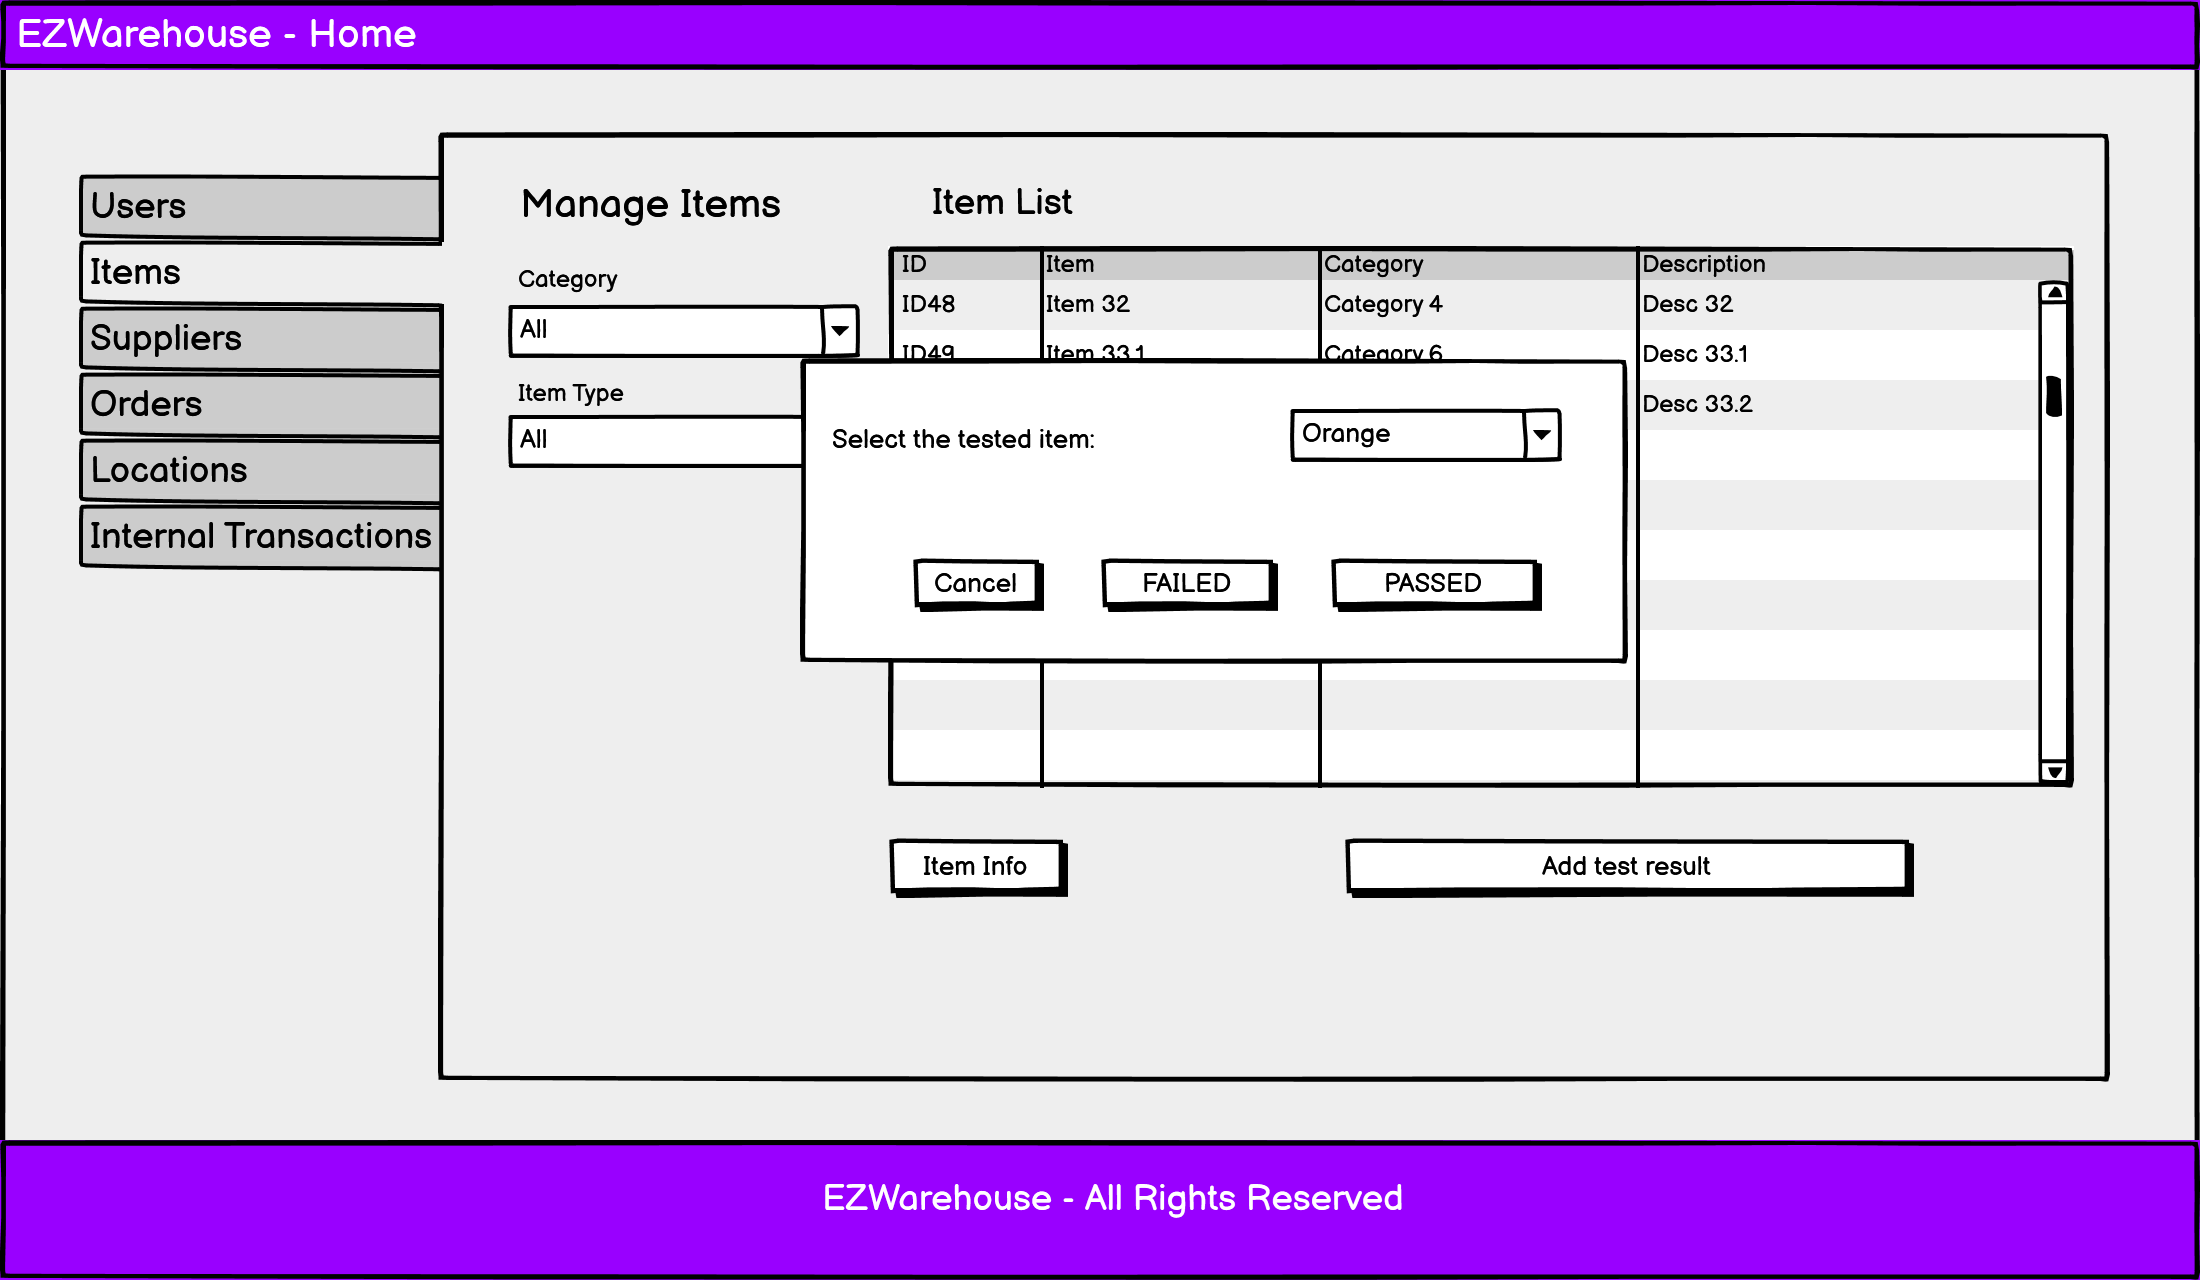 EZWarehouse - Home
Users
Items
Suppliers
Orders
Locations
Internal Transactions
Manage Items
Category
All
Item Type
All
Item List
ID Item Category Description
ID48 Item 32 Category 4 Desc 32
ID49 Item 33.1 Category 6 Desc 33.1
Desc 33.2
Select the tested item: Orange
Cancel FAILED PASSED
Item Info Add test result
EZWarehouse - All Rights Reserved